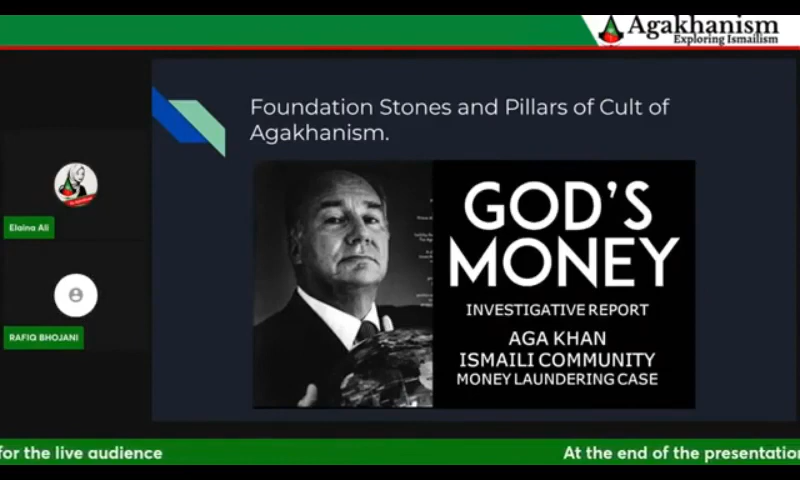 Agakhanism
Exploring Ismailism
Foundation Stones and Pillars of Cult of
Agakhanism.
Elaina Ali
RAFIQ BHOJANI
GOD'S
MONEY
INVESTIGATIVE REPORT
AGA KHAN
ISMAILI COMMUNITY
MONEY LAUNDERING CASE
for the live audience
At the end of the presentation